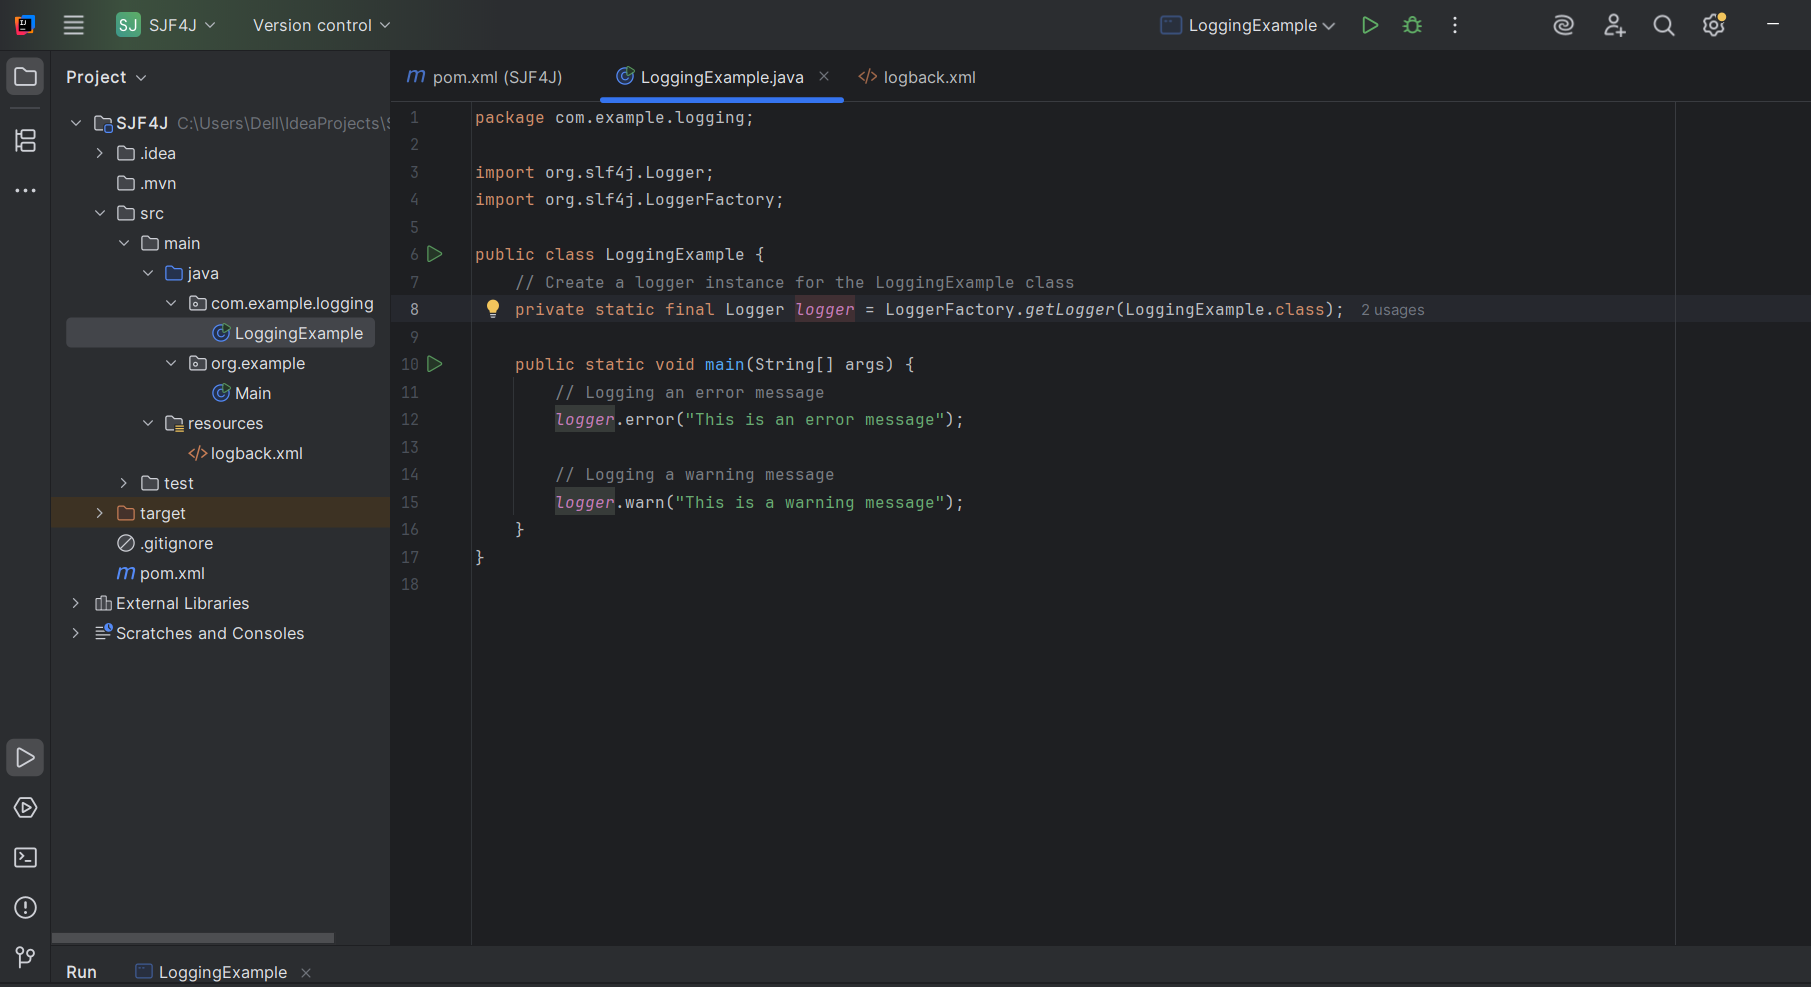 SJ SJF4J Version control LoggingExample
Project
pom.xml (SJF4J) LoggingExample.java logback.xml
SJF4J C:\Users\Dell\IdeaProjects\S
.idea
.mvn
src
main
java
com.example.logging
LoggingExample
org.example
Main
resources
logback.xml
test
target
.gitignore
m pom.xml
External Libraries
Scratches and Consoles
1 package com.example.logging;
2
3 import org.slf4j.Logger;
4 import org.slf4j.LoggerFactory;
5
6 public class LoggingExample {
7 // Create a logger instance for the LoggingExample class
8 private static final Logger logger = LoggerFactory.getLogger(LoggingExample.class); 2 usages
9
10 public static void main(String[] args) {
11 // Logging an error message
12 logger.error("This is an error message");
13
14 // Logging a warning message
15 logger.warn("This is a warning message");
16 }
17 }
18
Run LoggingExample